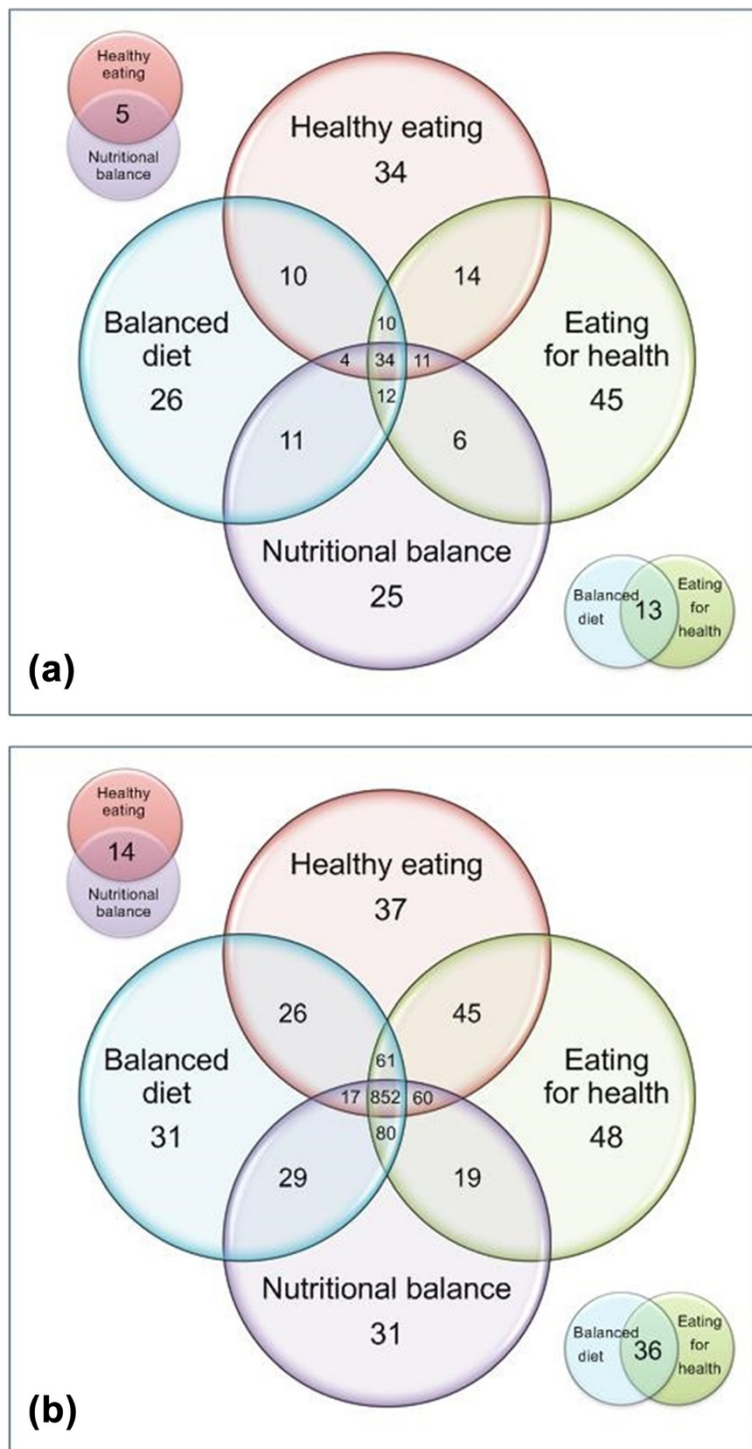 Healthy
eating
5
Nutritional
balance
Healthy eating
34
10
14
Balanced
diet
26
10
4 34 11
12
Eating
for health
45
11
6
Nutritional balance
25
Balanced
diet
13
Eating
for
health
(a)
Healthy
eating
14
Nutritional
balance
Healthy eating
37
26
45
Balanced
diet
31
61
17 852 60
80
Eating
for health
48
29
19
Nutritional balance
31
Balanced
diet
36
Eating
for
health
(b)